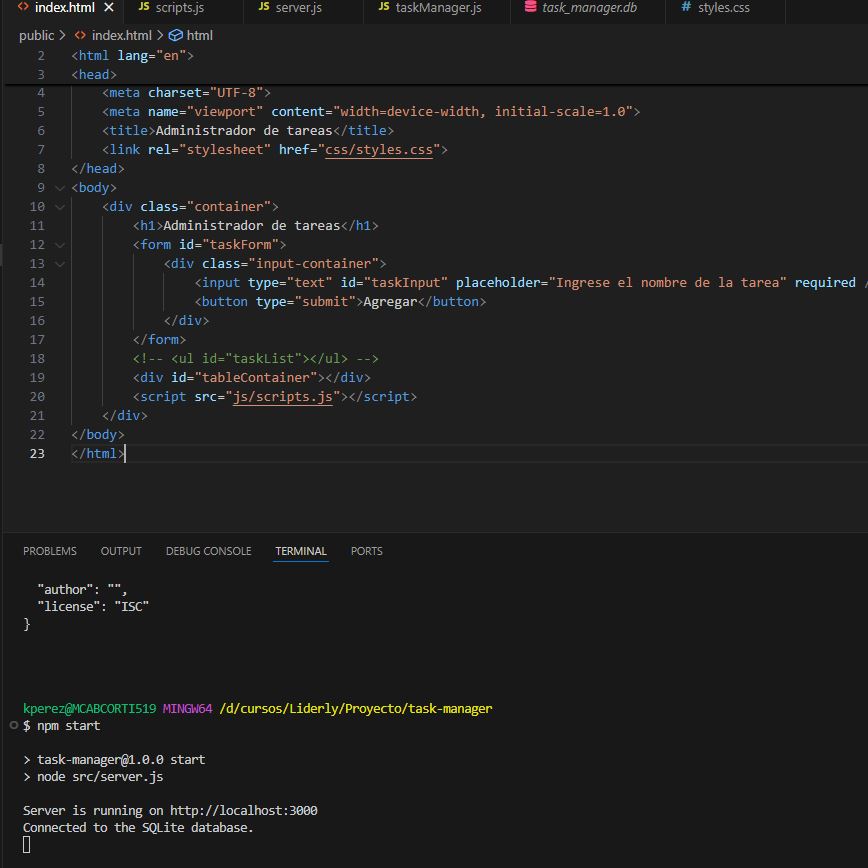 index.html scripts.js server.js taskManager.js task_manager.db styles.css
public > index.html > html
2 <html lang="en">
3 <head>
4 <meta charset="UTF-8">
5 <meta name="viewport" content="width=device-width, initial-scale=1.0">
6 <title>Administrador de tareas</title>
7 <link rel="stylesheet" href="css/styles.css">
8 </head>
9 <body>
10 <div class="container">
11 <h1>Administrador de tareas</h1>
12 <form id="taskForm">
13 <div class="input-container">
14 <input type="text" id="taskInput" placeholder="Ingrese el nombre de la tarea" required /
15 <button type="submit">Agregar</button>
16 </div>
17 </form>
18 <!-- <ul id="taskList"></ul> -->
19 <div id="tableContainer"></div>
20 <script src="js/scripts.js"></script>
21 </div>
22 </body>
23 </html>
PROBLEMS OUTPUT DEBUG CONSOLE TERMINAL PORTS
"author": "",
"license": "ISC"
}
kperez@MCABCORTI519 MINGW64 /d/cursos/Liderly/Proyecto/task-manager
$ npm start
> task-manager@1.0.0 start
> node src/server.js
Server is running on http://localhost:3000
Connected to the SQLite database.